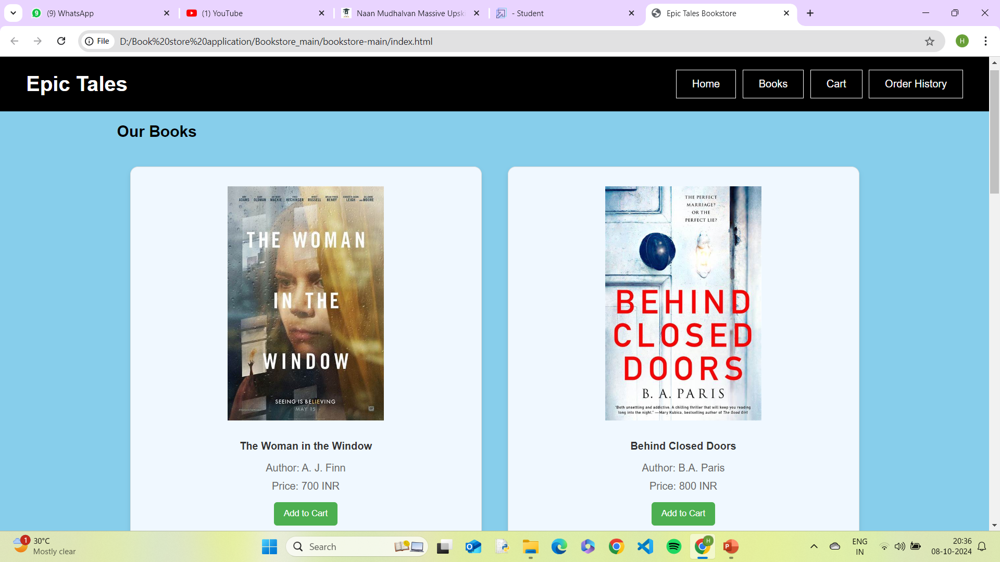 (9) WhatsApp
(1) YouTube
Naan Mudhalvan Massive Upsk
- Student
Epic Tales Bookstore
File
D:/Book%20store%20application/Bookstore_main/bookstore-main/index.html
H
Epic Tales
Home
Books
Cart
Order History
Our Books
AMY ADAMS GARY OLDMAN ANTHONY MACKIE FRED HECHINGER WYATT RUSSELL BRIAN TYREE HENRY JENNIFER JASON LEIGH AND JULIANNE MOORE
THE WOMAN
IN THE
WINDOW
SEEING IS BELIEVING
MAY 15
THE PERFECT
MARRIAGE?
OR THE
PERFECT LIE?
BEHIND
CLOSED
DOORS
B. A. PARIS
"Both unsettling and addictive. A chilling thriller that will keep you reading
long into the night." —Mary Kubica, bestselling author of The Good Girl
The Woman in the Window
Author: A. J. Finn
Price: 700 INR
Add to Cart
Behind Closed Doors
Author: B.A. Paris
Price: 800 INR
Add to Cart
1
30°C
Mostly clear
Search
H
ENG
IN
20:36
08-10-2024